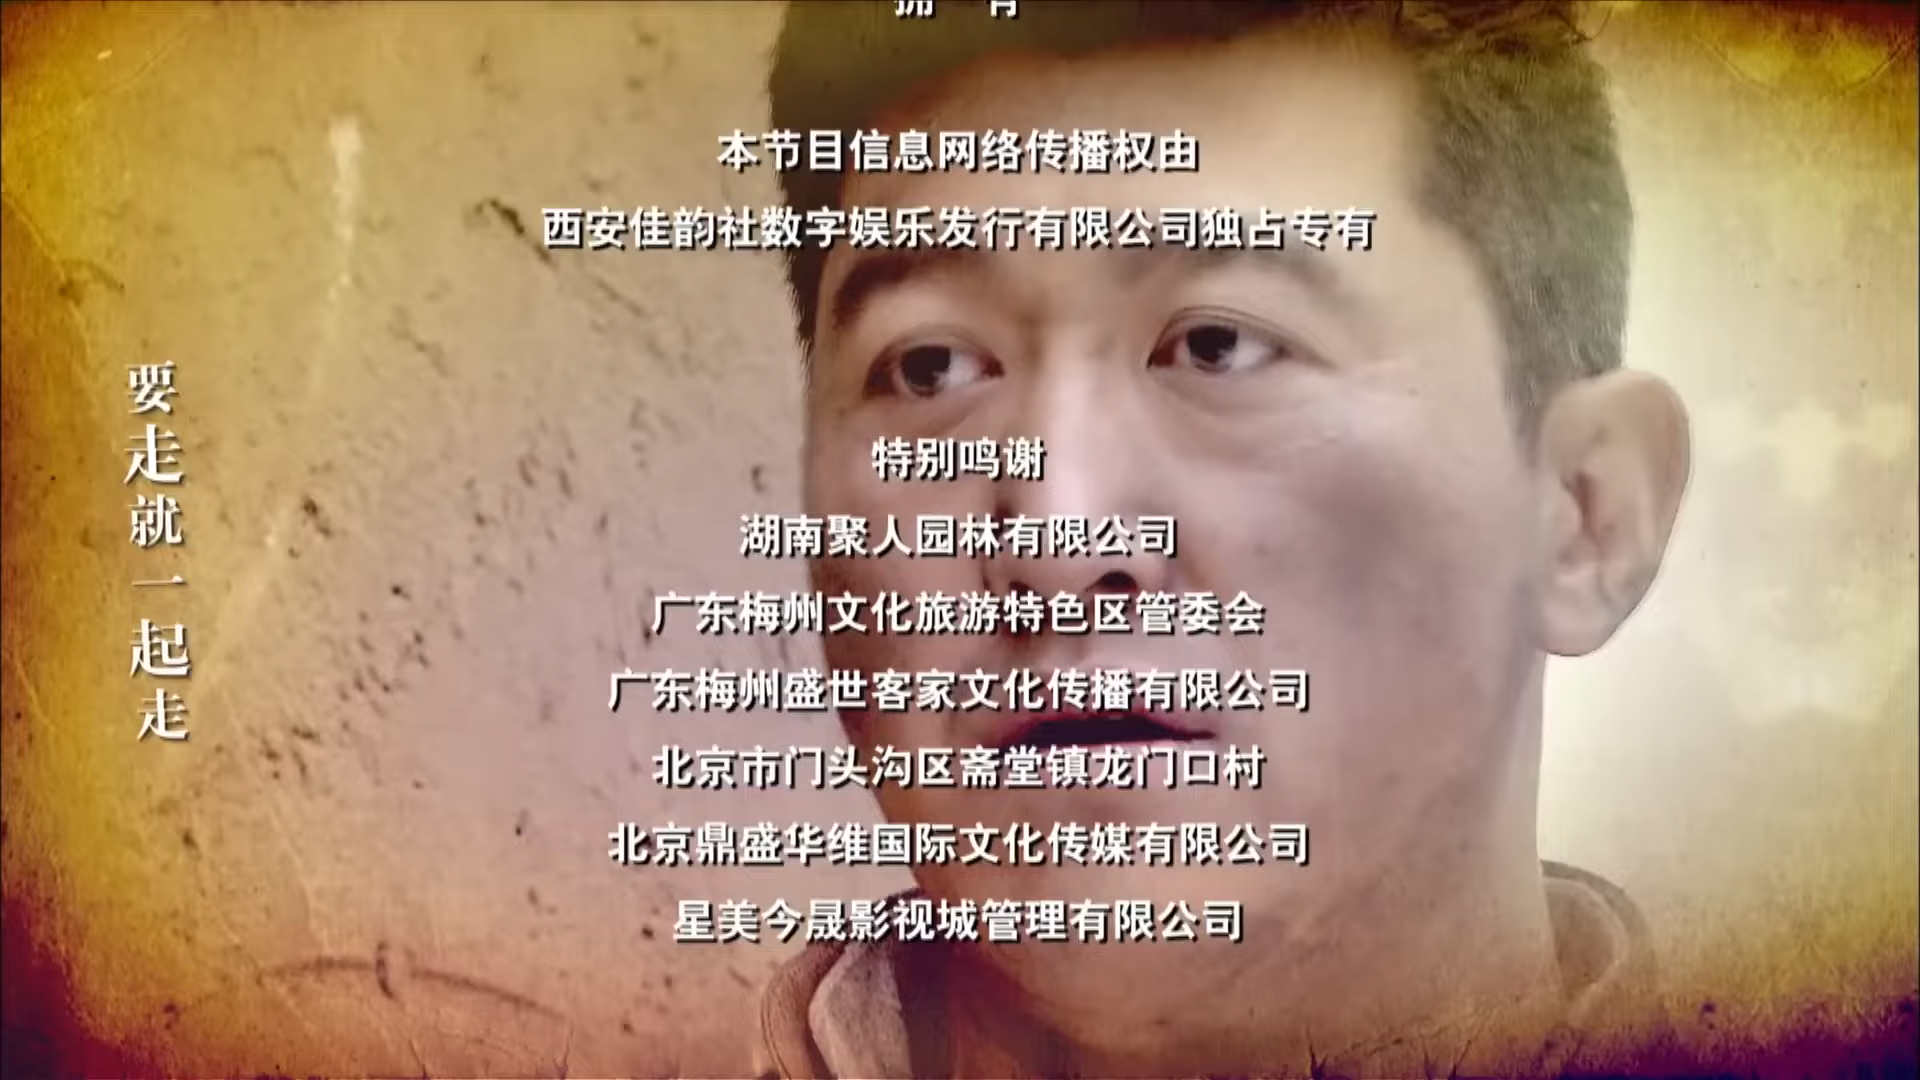 拥 有
本节目信息网络传播权由
西安佳韵社数字娱乐发行有限公司独占专有
要走就一起走
特别鸣谢
湖南聚人园林有限公司
广东梅州文化旅游特色区管委会
广东梅州盛世客家文化传播有限公司
北京市门头沟区斋堂镇龙门口村
北京鼎盛华维国际文化传媒有限公司
星美今晟影视城管理有限公司